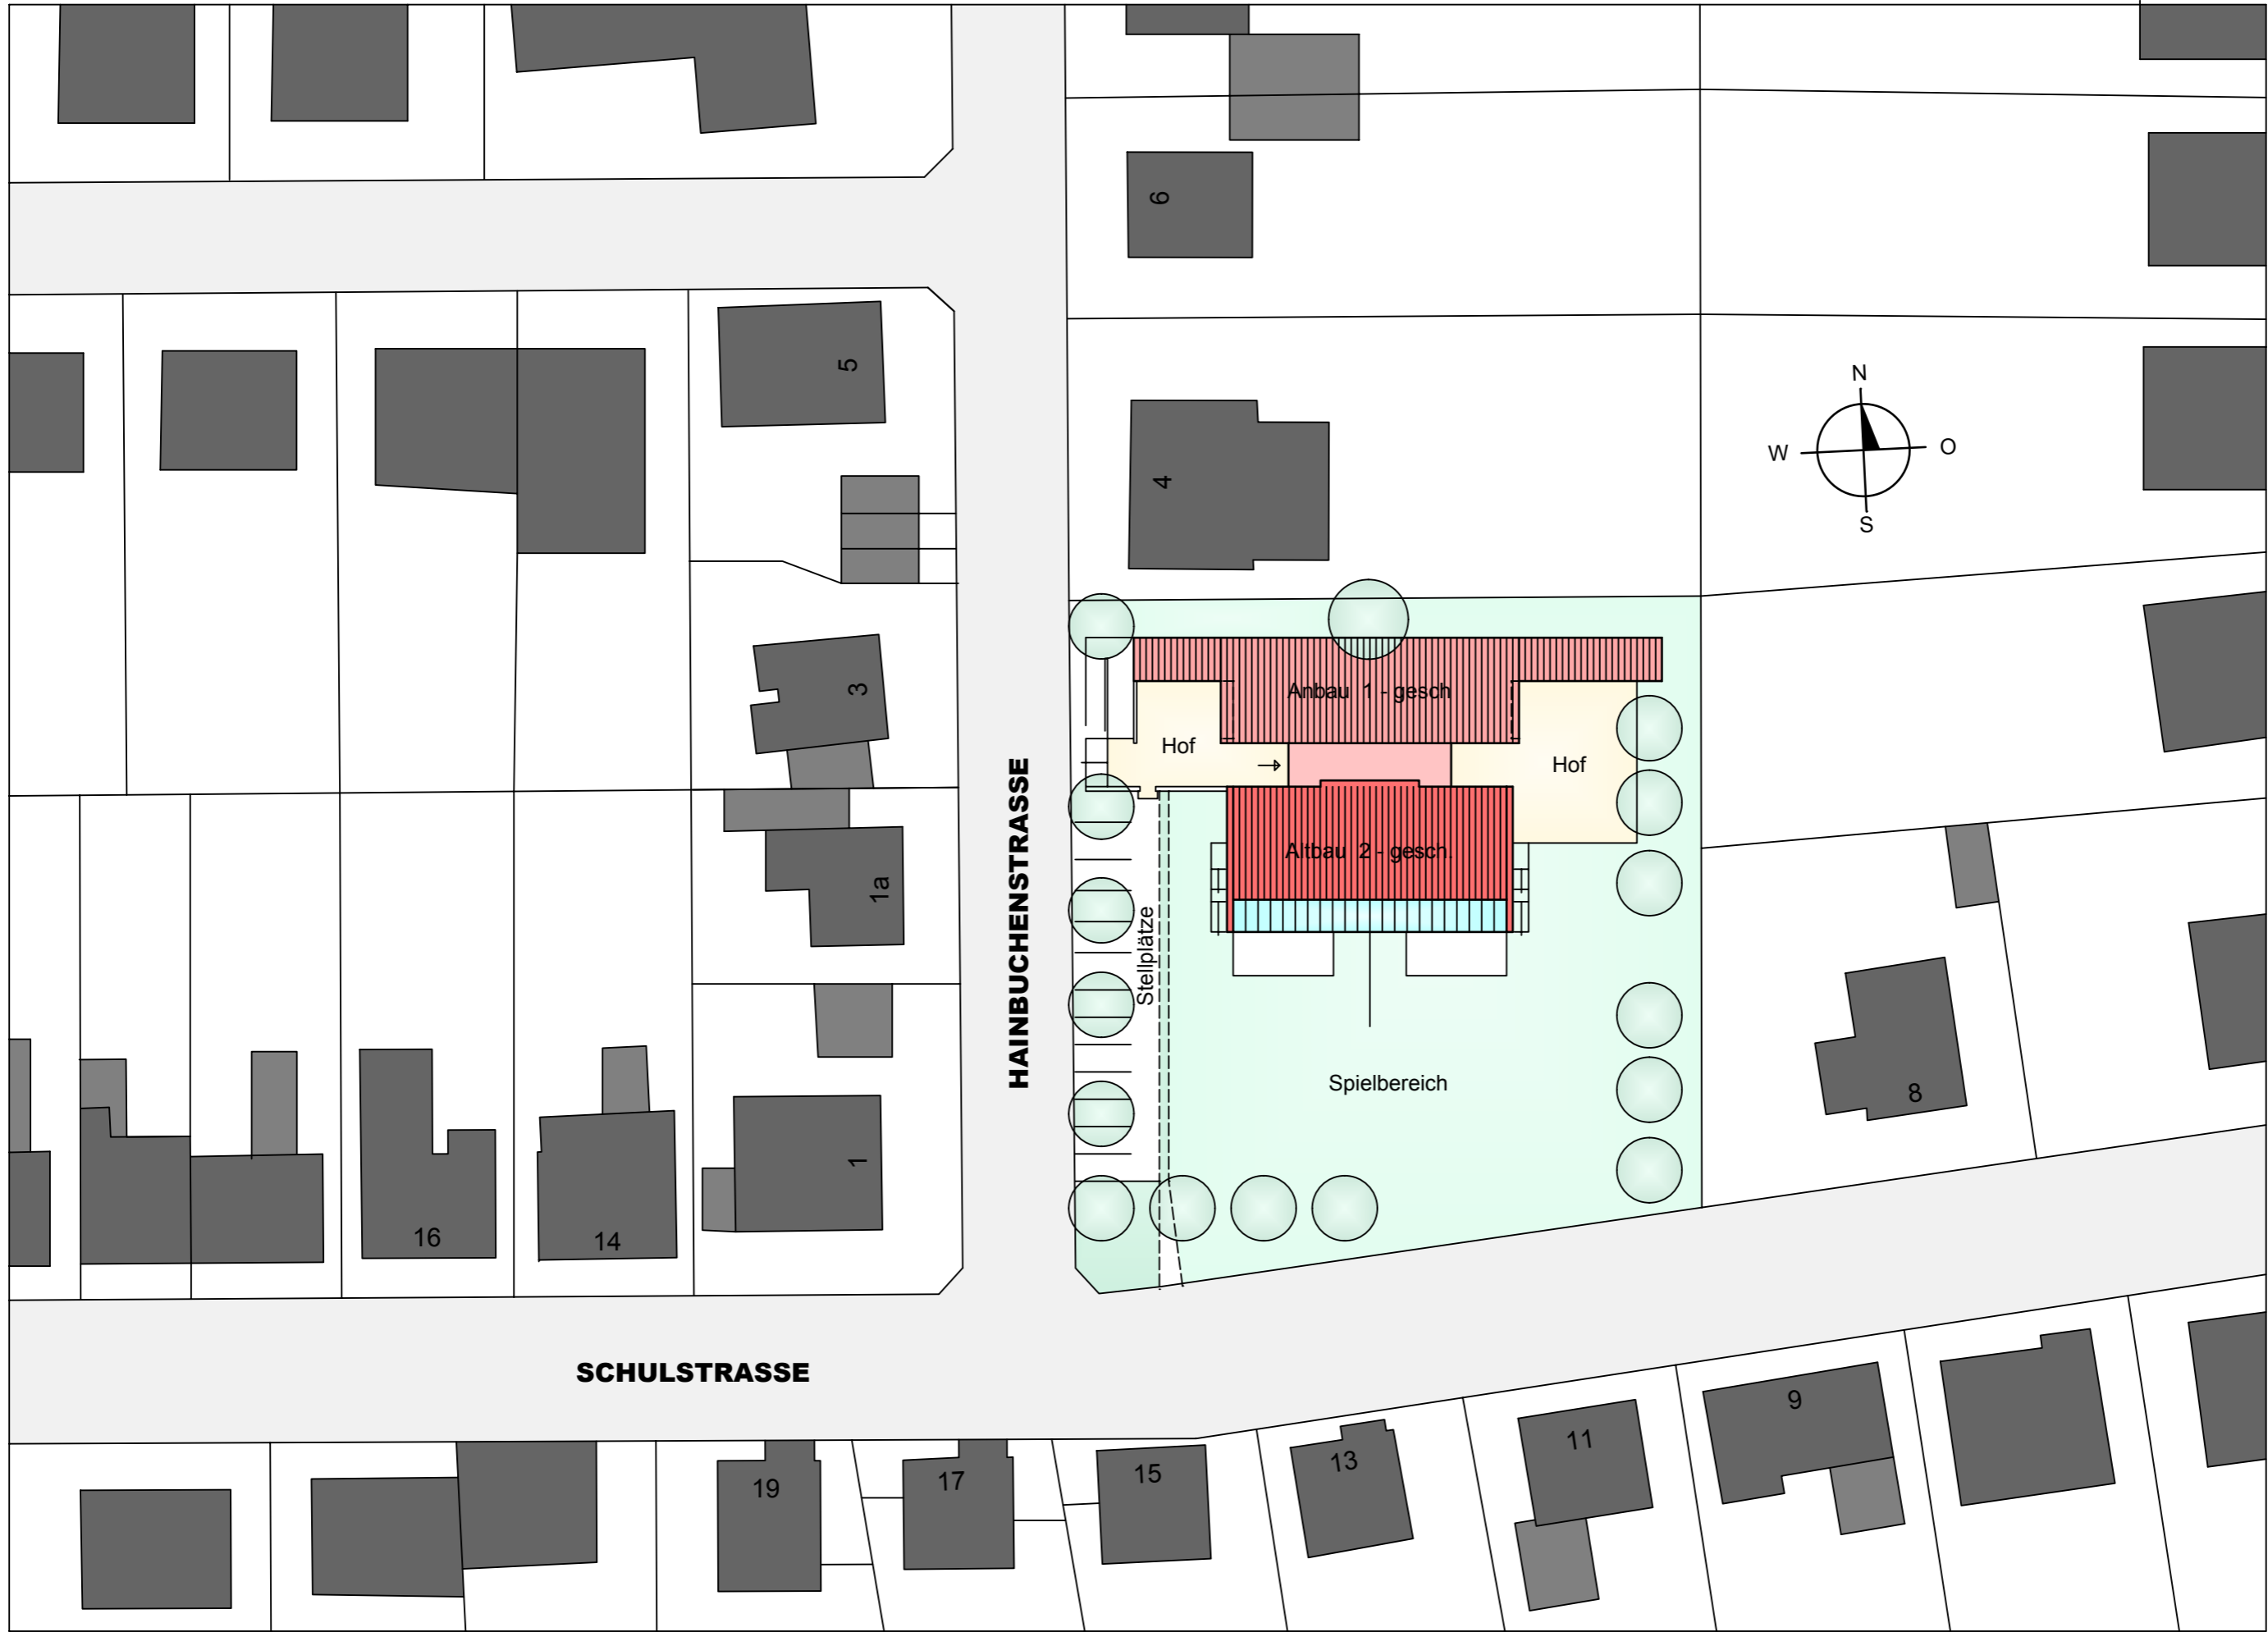 6
5
N
W
O
S
4
3
Anbau 1 - gesch
Hof
Hof
HAINBUCHENSTRASSE
Altbau 2 - gesch.
1a
Stellplätze
Spielbereich
8
1
16
14
SCHULSTRASSE
9
11
13
15
17
19